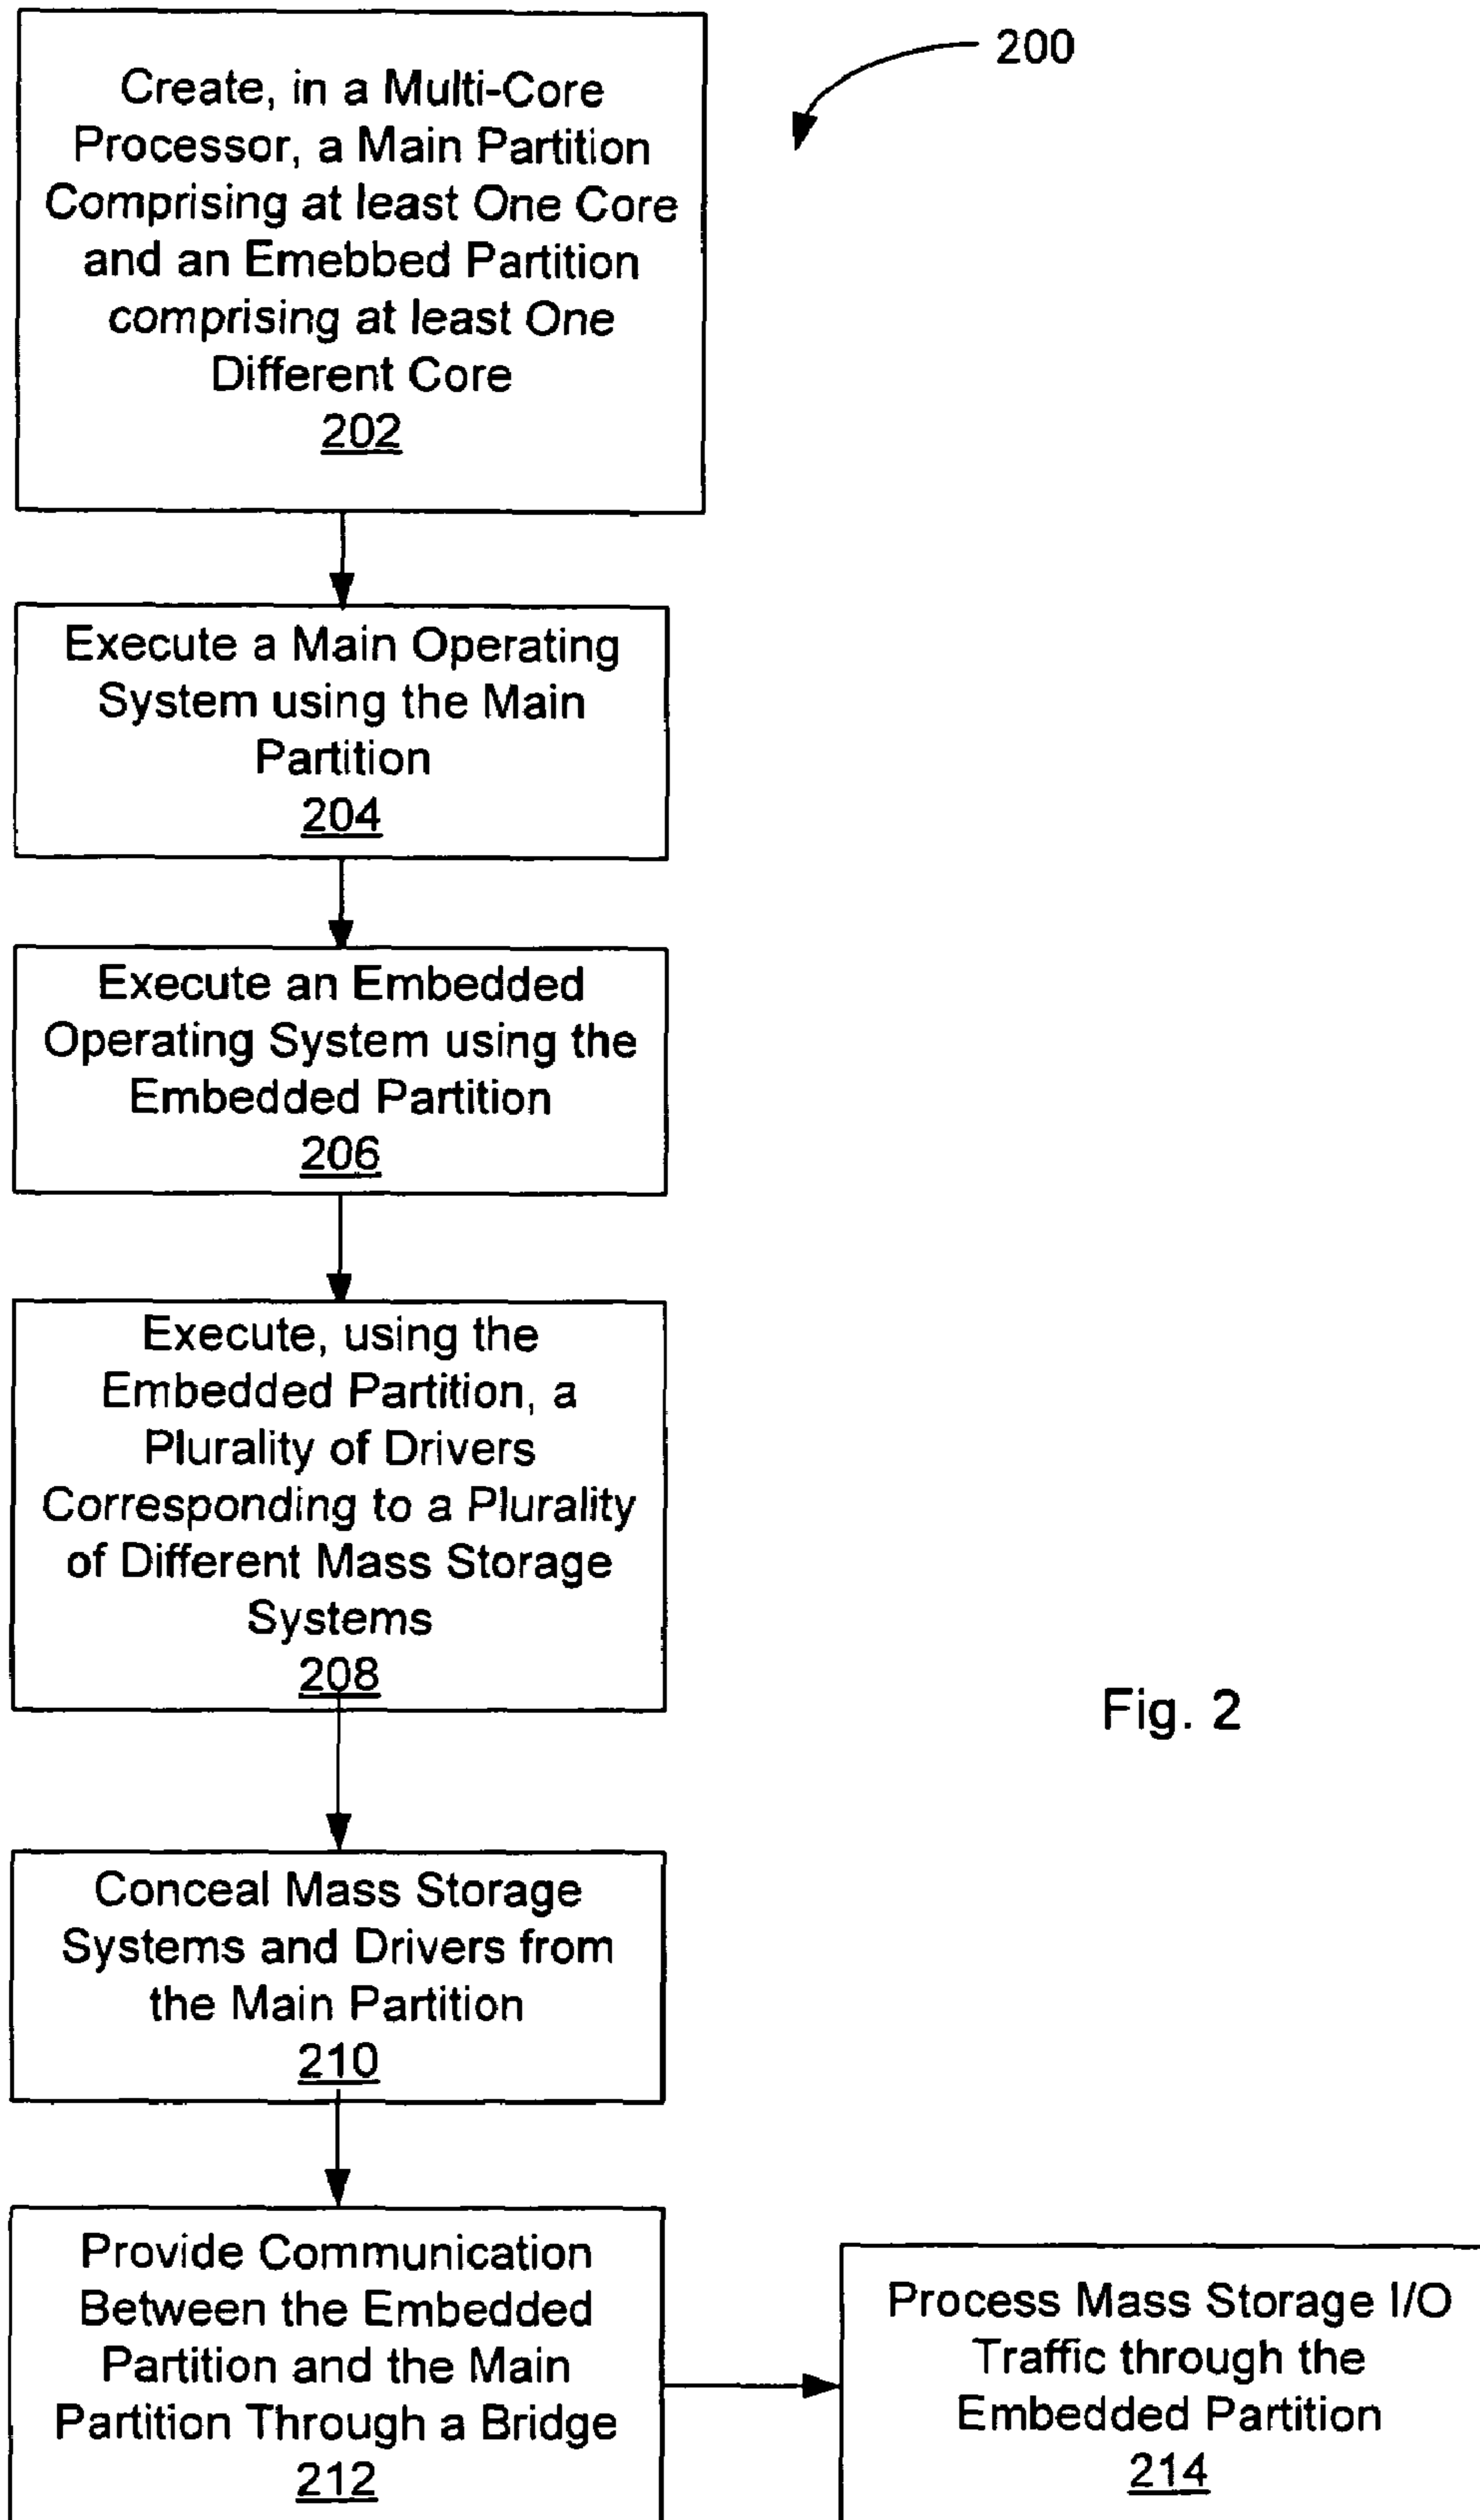 200
Create, in a Multi-Core
Processor, a Main Partition
Comprising at least One Core
and an Emebbed Partition
comprising at least One
Different Core
202
Execute a Main Operating
System using the Main
Partition
204
Execute an Embedded
Operating System using the
Embedded Partition
206
Execute, using the
Embedded Partition, a
Plurality of Drivers
Corresponding to a Plurality
of Different Mass Storage
Systems
208
Fig. 2
Conceal Mass Storage
Systems and Drivers from
the Main Partition
210
Provide Communication
Between the Embedded
Partition and the Main
Partition Through a Bridge
212
Process Mass Storage I/O
Traffic through the
Embedded Partition
214